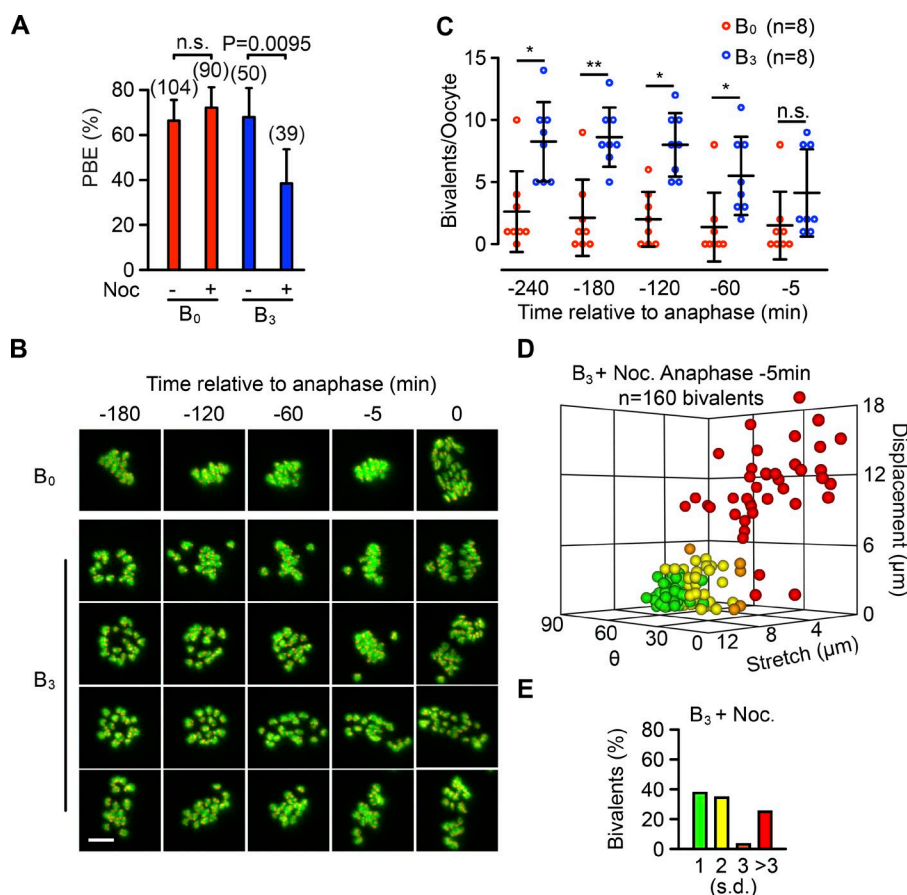 A
n.s.
P=0.0095
(104)
(90)
(50)
(39)
PBE (%)
80
60
40
20
0
Noc
- + - +
B₀ B₃
B
Time relative to anaphase (min)
-180 -120 -60 -5 0
B₀
B₃
C
B₀ (n=8)
B₃ (n=8)
Bivalents/Oocyte
15
10
5
0
* ** * * n.s.
-240 -180 -120 -60 -5
Time relative to anaphase (min)
D
B₃ + Noc. Anaphase -5min
n=160 bivalents
18
12
6
0
Displacement (µm)
90 60 30 0
θ
12 8 4
Stretch (µm)
E
B₃ + Noc.
Bivalents (%)
80
60
40
20
0
1 2 3 >3
(s.d.)